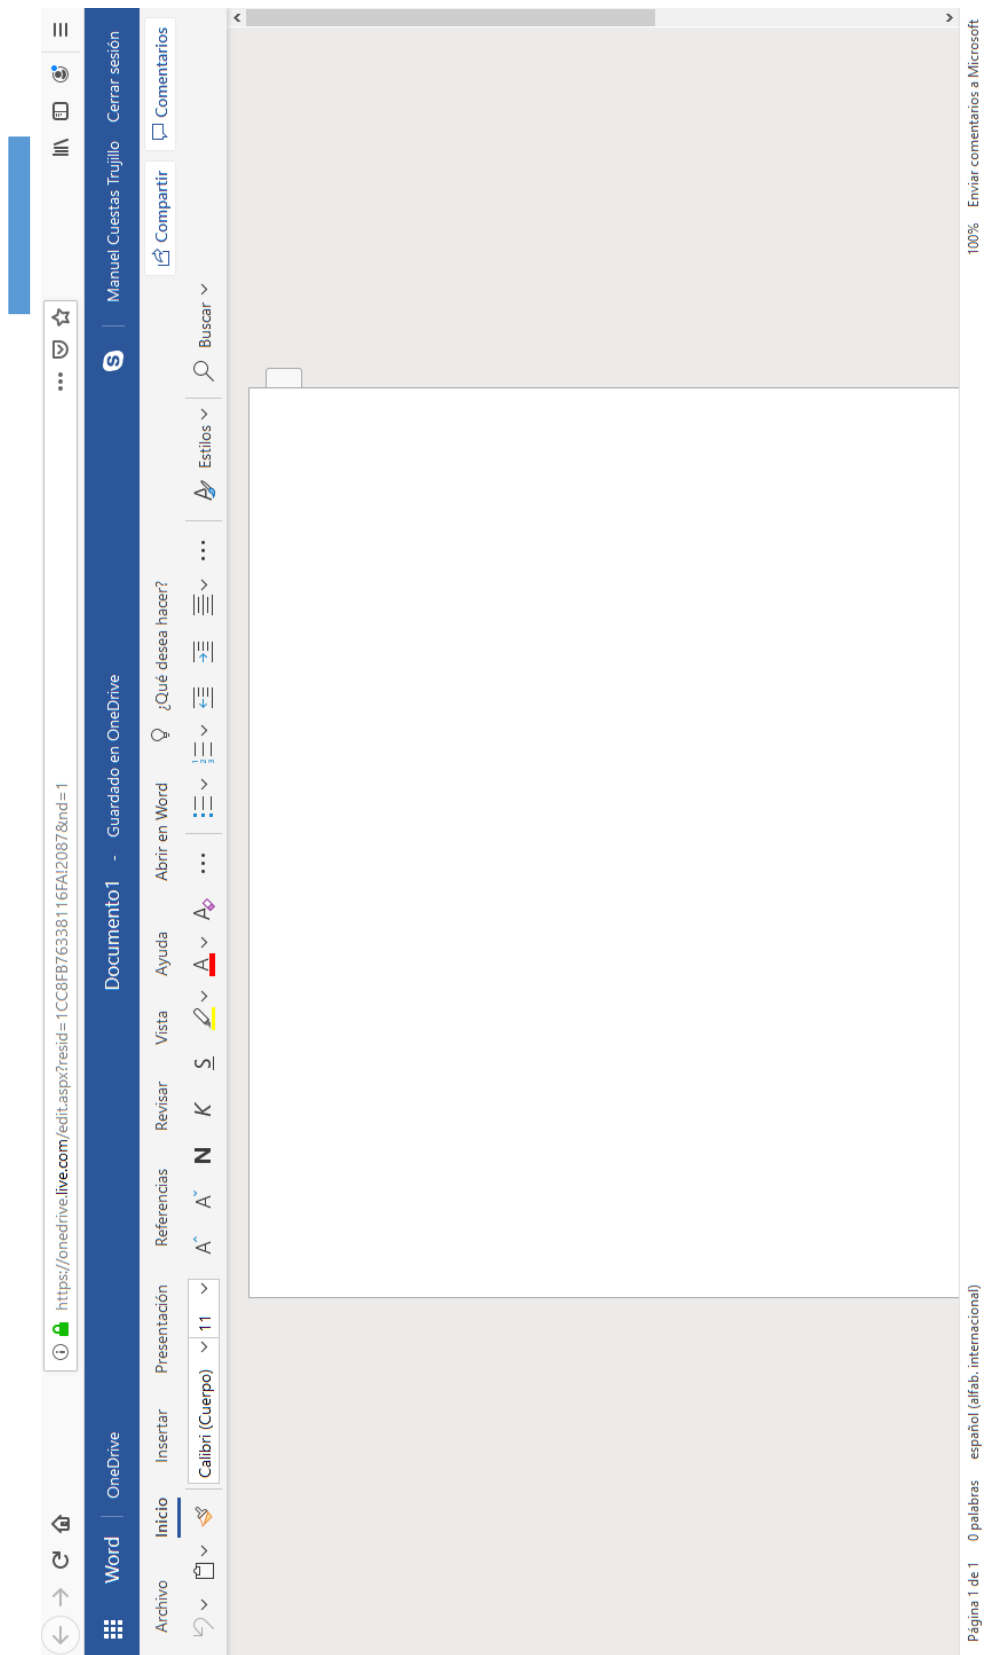 https://onedrive.live.com/edit.aspx?resid=1CC8FB76338116FA!2087&nd=1
Word | OneDrive Documento1 - Guardado en OneDrive Manuel Cuestas Trujillo Cerrar sesión
Archivo Inicio Insertar Presentación Referencias Revisar Vista Ayuda Abrir en Word ¿Qué desea hacer? Compartir Comentarios
Calibri (Cuerpo) 11 A A N K S A A Estilos Buscar
Página 1 de 1 0 palabras español (alfab. internacional) 100% Enviar comentarios a Microsoft